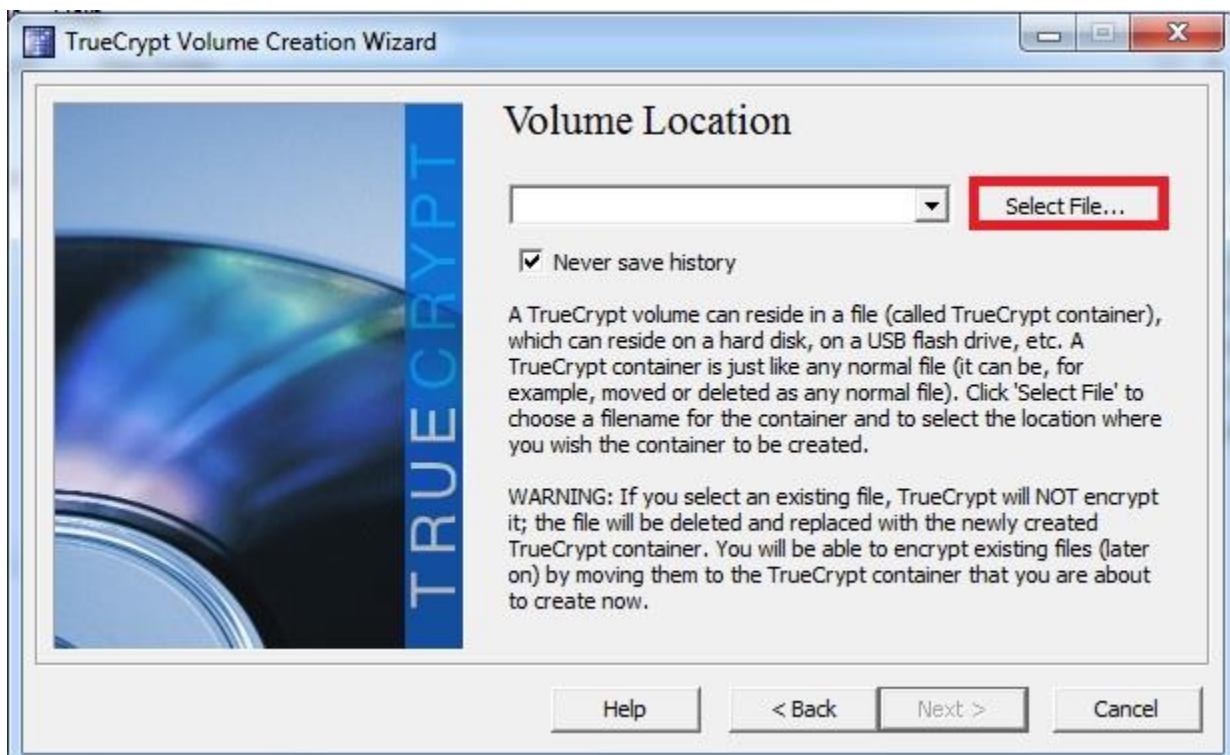 TrueCrypt Volume Creation Wizard
TRUECRYPT
Volume Location
Select File...
Never save history
A TrueCrypt volume can reside in a file (called TrueCrypt container),
which can reside on a hard disk, on a USB flash drive, etc. A
TrueCrypt container is just like any normal file (it can be, for
example, moved or deleted as any normal file). Click 'Select File' to
choose a filename for the container and to select the location where
you wish the container to be created.
WARNING: If you select an existing file, TrueCrypt will NOT encrypt
it; the file will be deleted and replaced with the newly created
TrueCrypt container. You will be able to encrypt existing files (later
on) by moving them to the TrueCrypt container that you are about
to create now.
Help
< Back
Next >
Cancel